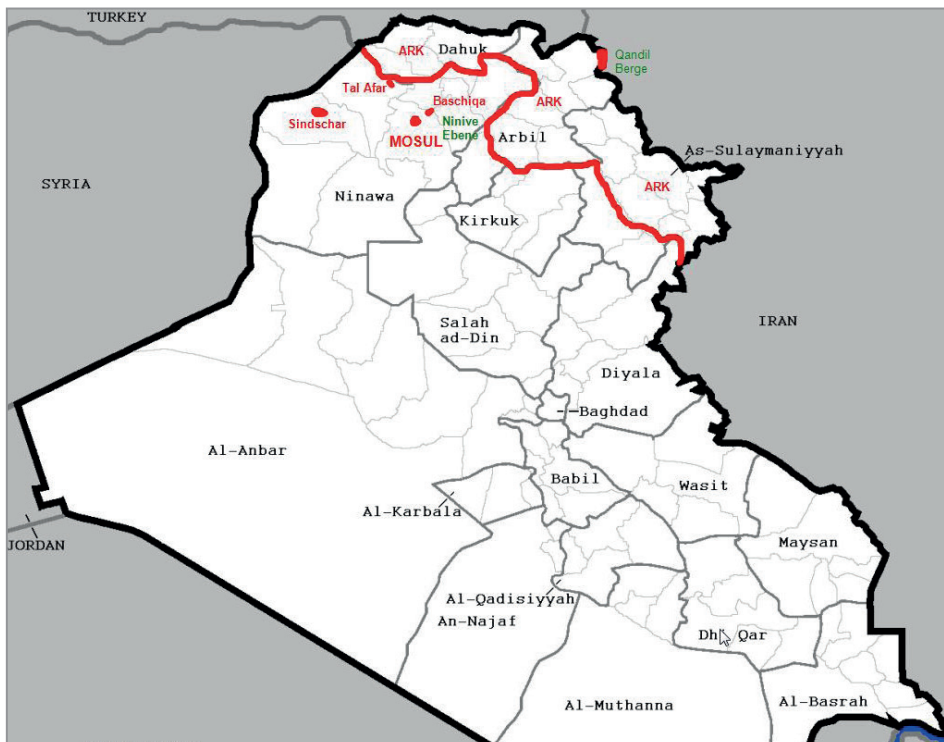 TURKEY
ARK
Dahuk
Qandil
Berge
Tal Afar
Baschiqa
ARK
Sindschar
MOSUL
Ninive
Ebene
Arbil
As-Sulaymaniyyah
SYRIA
ARK
Ninawa
Kirkuk
IRAN
Salah
ad-Din
Diyala
Baghdad
Al-Anbar
Babil
Wasit
Al-Karbala
Maysan
JORDAN
Al-Qadisiyyah
An-Najaf
Dh Qar
Al-Muthanna
Al-Basrah